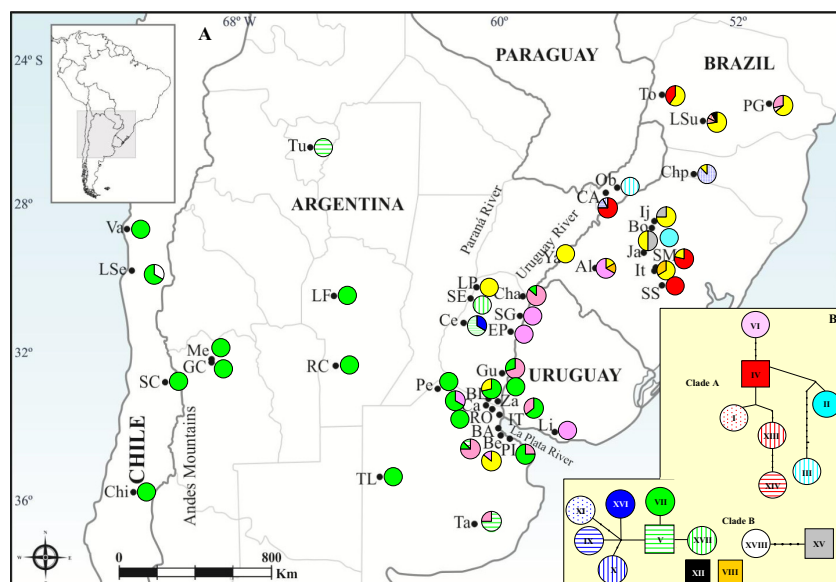 68° W
60°
52°
A
24° S
28°
32°
36°
PARAGUAY
BRAZIL
ARGENTINA
URUGUAY
CHILE
Andes Mountains
Paraná River
Uruguay River
La Plata River
To
LSu
PG
Chp
Ob
CA
Tu
Ij
Bo
Ja
SM
It
SS
Ya
Al
Va
LSe
LF
LP
SE
Cha
Ce
SG
EP
Me
GC
RC
SC
Pe
Gu
BI
Za
Ca
RO
IT
BA
Be
PI
Li
TL
Chi
Ta
0
800
Km
B
VI
Clade A
IV
I
II
XIII
III
XIV
XI
XVI
VII
IX
V
XVII
X
Clade B
XVIII
XV
XII
VIII